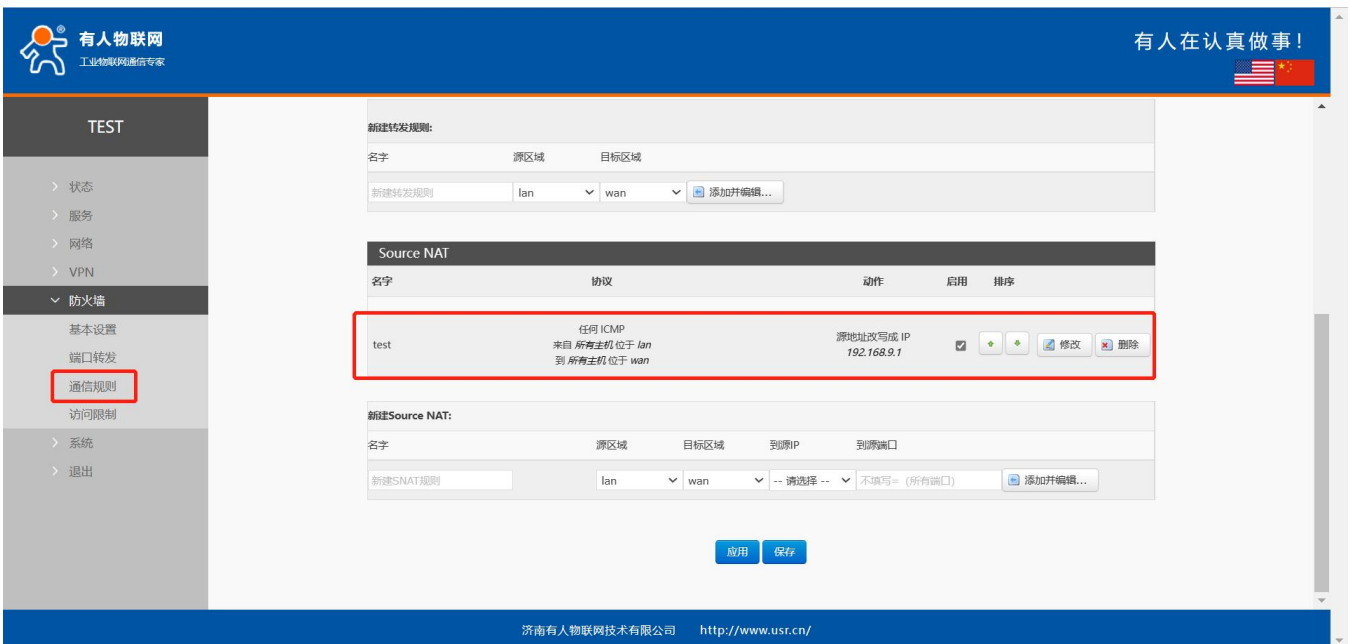 有人物联网
工业物联网通信专家
有人在认真做事!
TEST
状态
服务
网络
VPN
防火墙
基本设置
端口转发
通信规则
访问限制
系统
退出
新建转发规则:
名字 源区域 目标区域
新建转发规则 lan wan 添加并编辑...
Source NAT
名字 协议 动作 启用 排序
test
任何 ICMP
来自 所有主机 位于 lan
到 所有主机 位于 wan
源地址改写成 IP
192.168.9.1
修改 删除
新建Source NAT:
名字 源区域 目标区域 到源IP 到源端口
新建SNAT规则 lan wan -- 请选择 -- 不填写= (所有端口) 添加并编辑...
应用 保存
济南有人物联网技术有限公司 http://www.usr.cn/